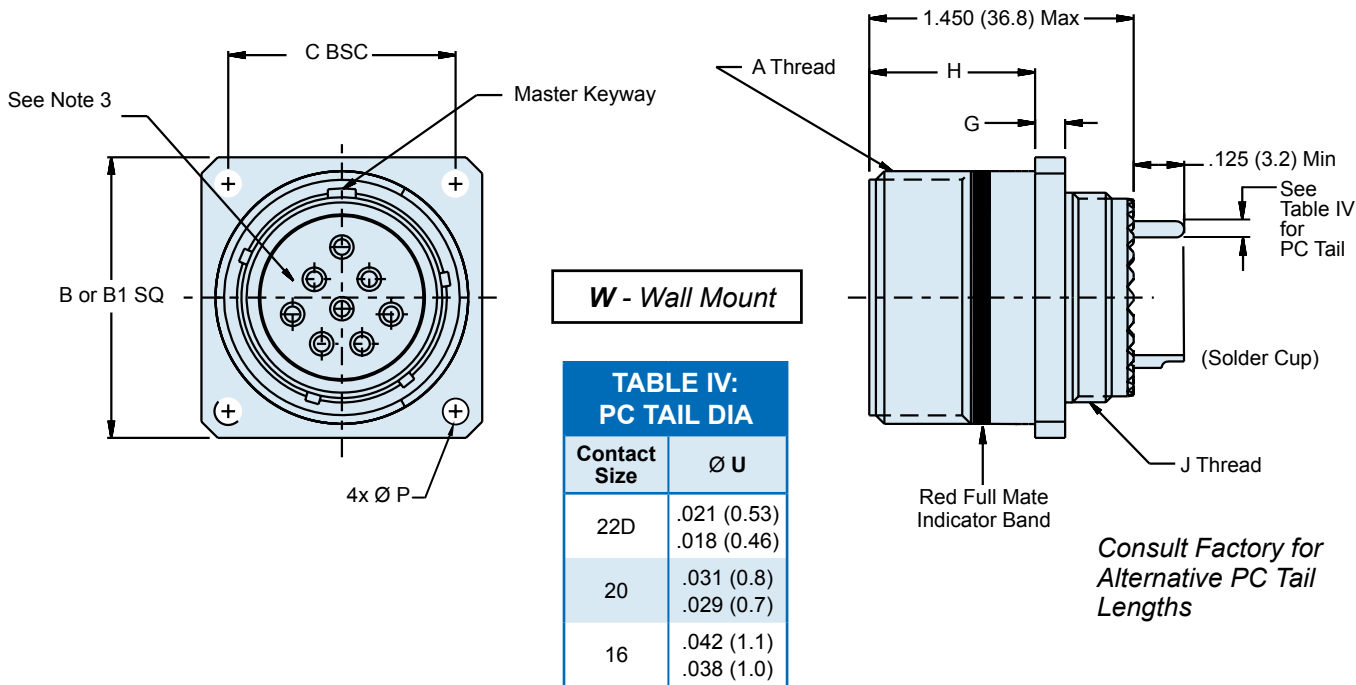 C BSC
See Note 3
Master Keyway
B or B1 SQ
4x Ø P
W - Wall Mount
TABLE IV:
PC TAIL DIA
Contact
Size
Ø U
22D
.021 (0.53)
.018 (0.46)
20
.031 (0.8)
.029 (0.7)
16
.042 (1.1)
.038 (1.0)
1.450 (36.8) Max
A Thread
H
G
.125 (3.2) Min
See
Table IV
for
PC Tail
(Solder Cup)
J Thread
Red Full Mate
Indicator Band
Consult Factory for
Alternative PC Tail
Lengths